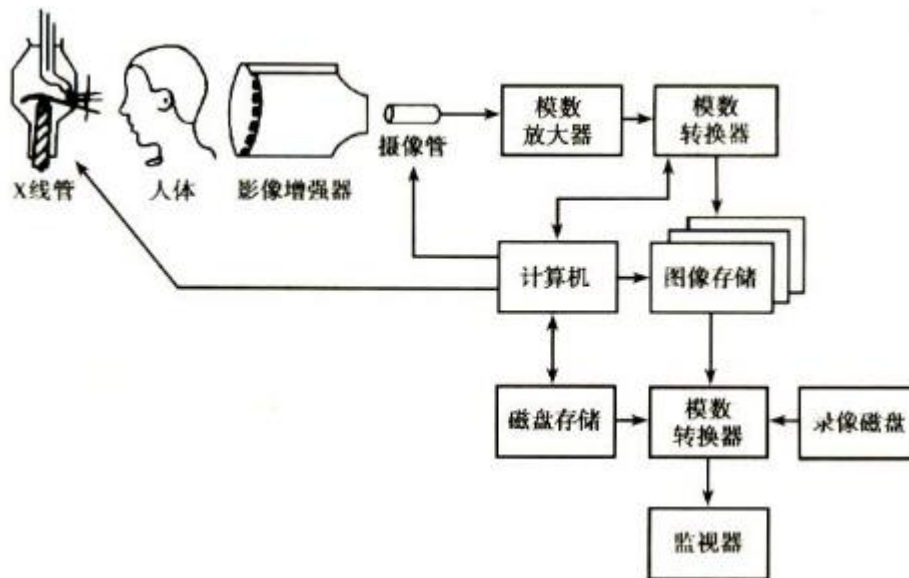 模数
放大器
模数
转换器
摄像管
X线管
人体
影像增强器
计算机
图像存储
磁盘存储
模数
转换器
录像磁盘
监视器